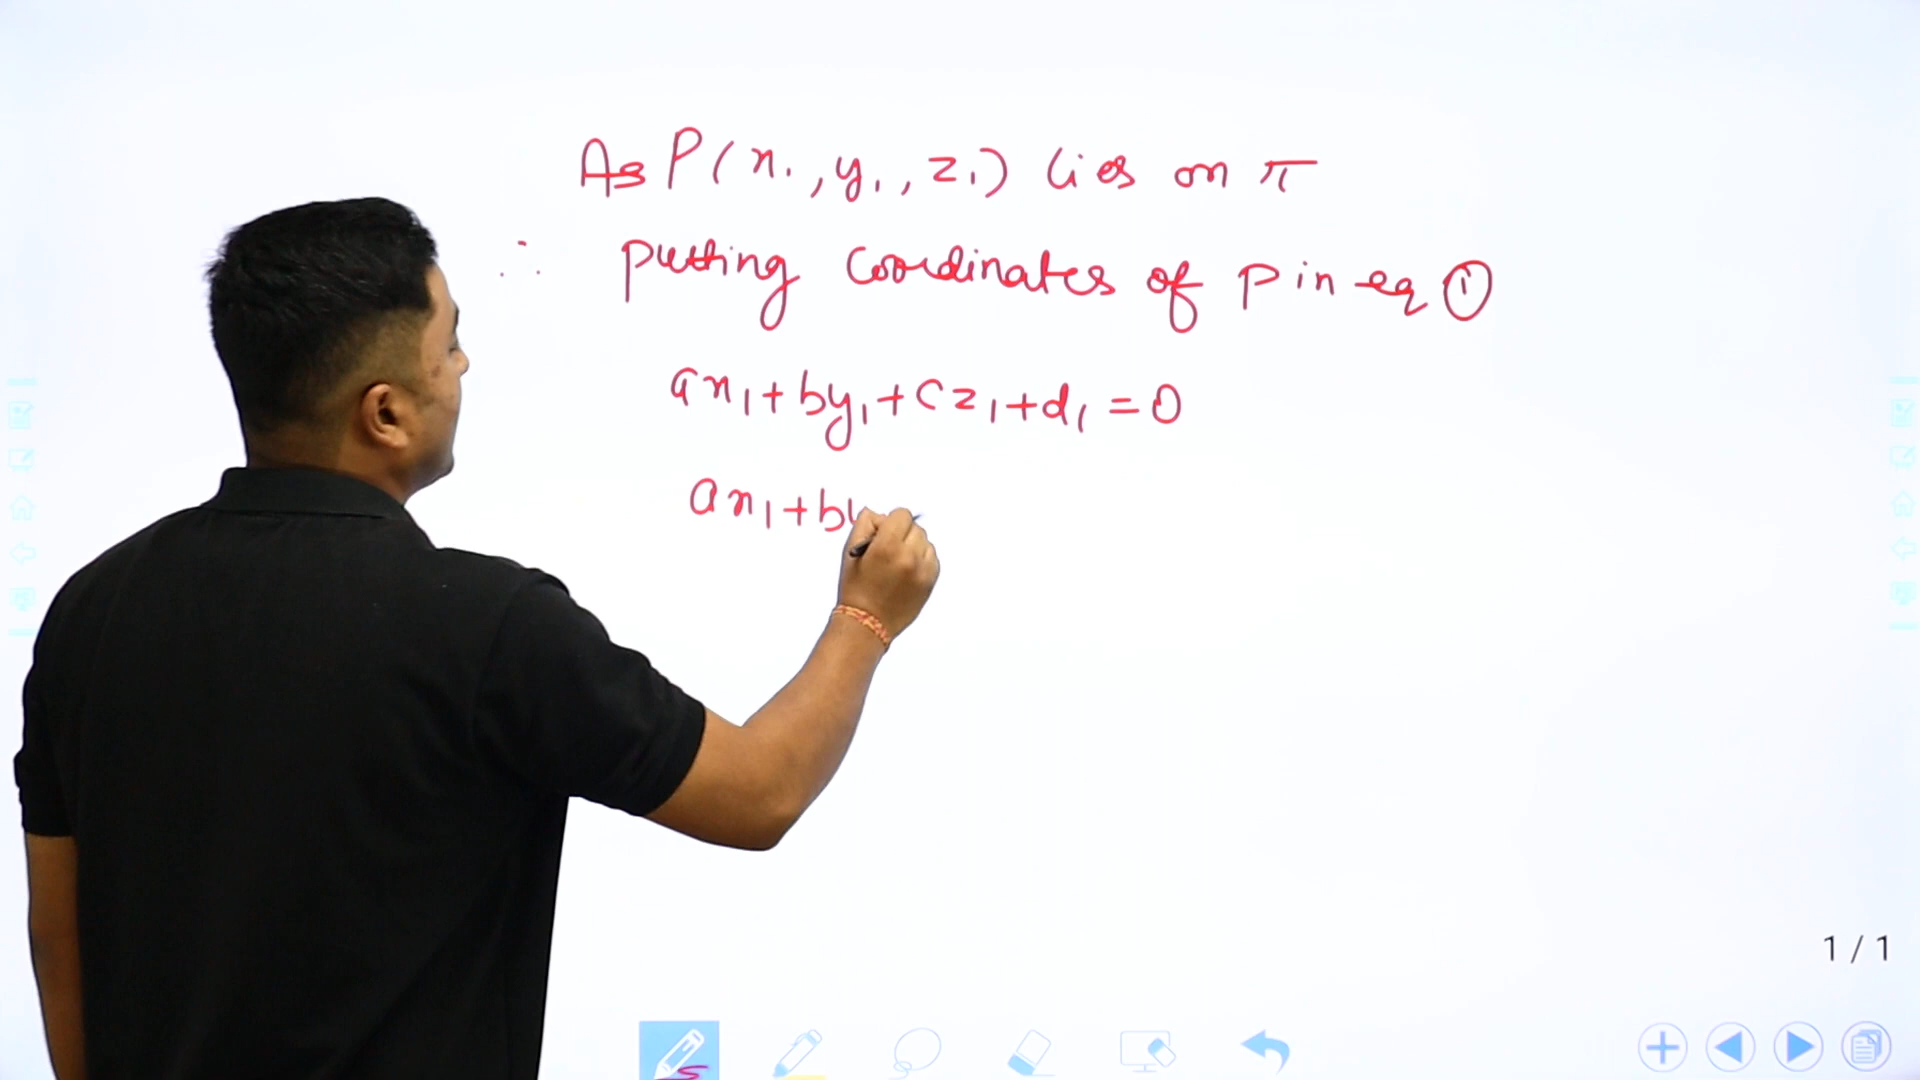 As P(x₁, y₁, z₁) lies on π
∴ putting coordinates of P in eq ①
ax₁+by₁+cz₁+d₁=0
ax₁+by
1 / 1